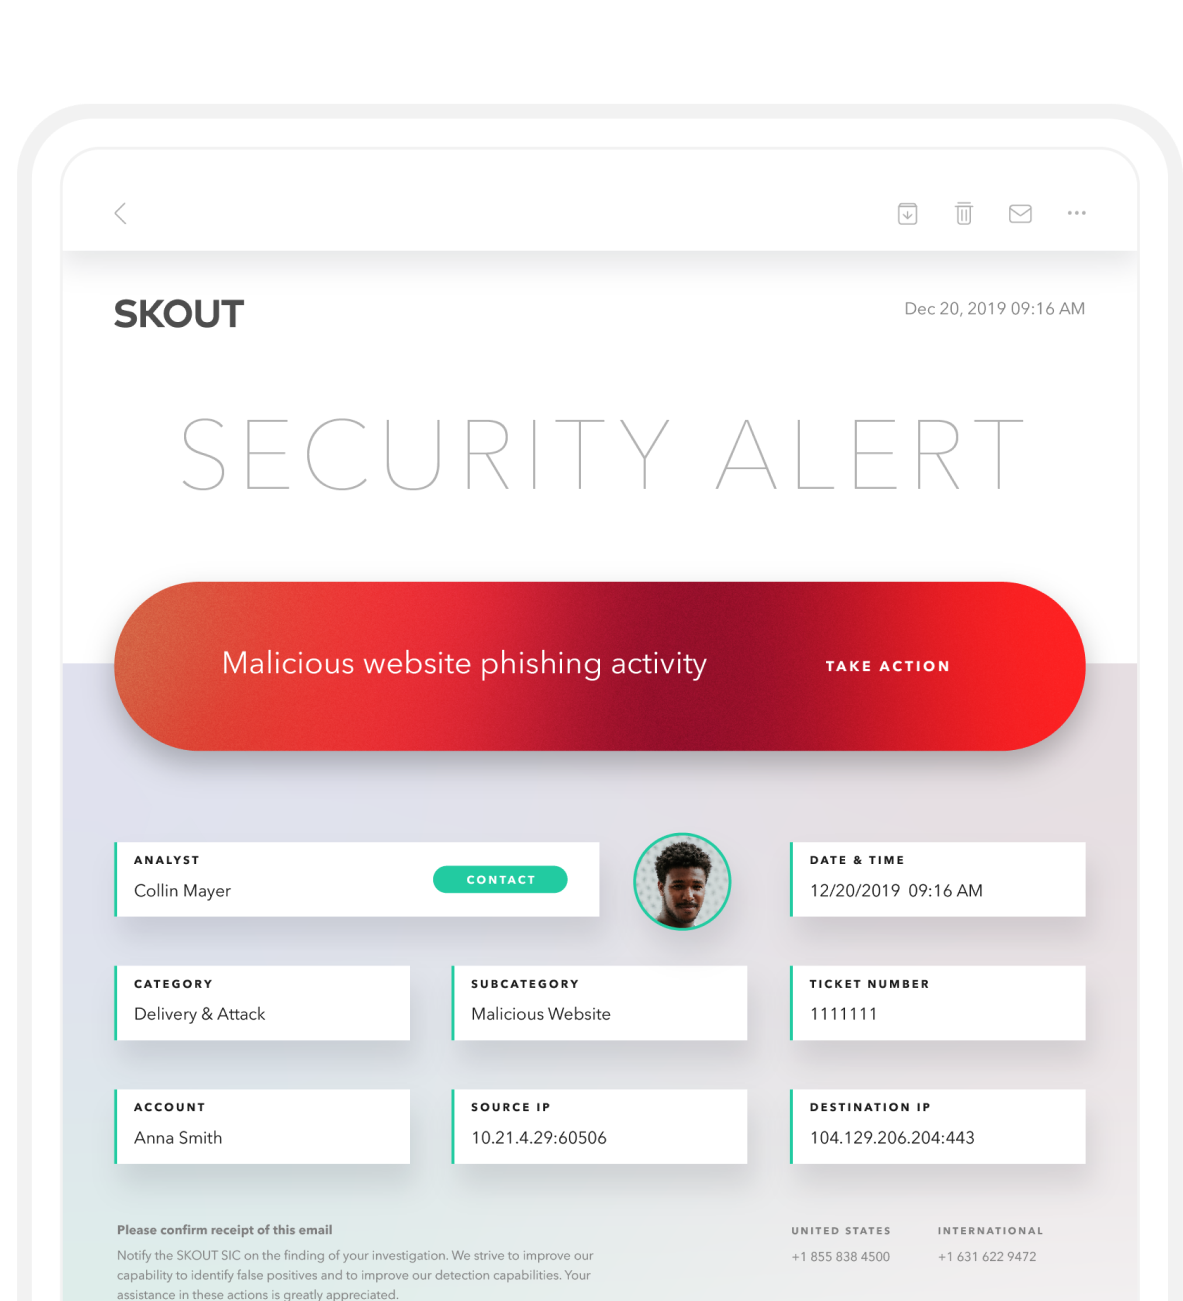 SKOUT
Dec 20, 2019 09:16 AM
SECURITY ALERT
Malicious website phishing activity
TAKE ACTION
ANALYST
Collin Mayer
CONTACT
DATE & TIME
12/20/2019 09:16 AM
CATEGORY
Delivery & Attack
SUBCATEGORY
Malicious Website
TICKET NUMBER
1111111
ACCOUNT
Anna Smith
SOURCE IP
10.21.4.29:60506
DESTINATION IP
104.129.206.204:443
Please confirm receipt of this email
Notify the SKOUT SIC on the finding of your investigation. We strive to improve our
capability to identify false positives and to improve our detection capabilities. Your
assistance in these actions is greatly appreciated.
UNITED STATES
+1 855 838 4500
INTERNATIONAL
+1 631 622 9472